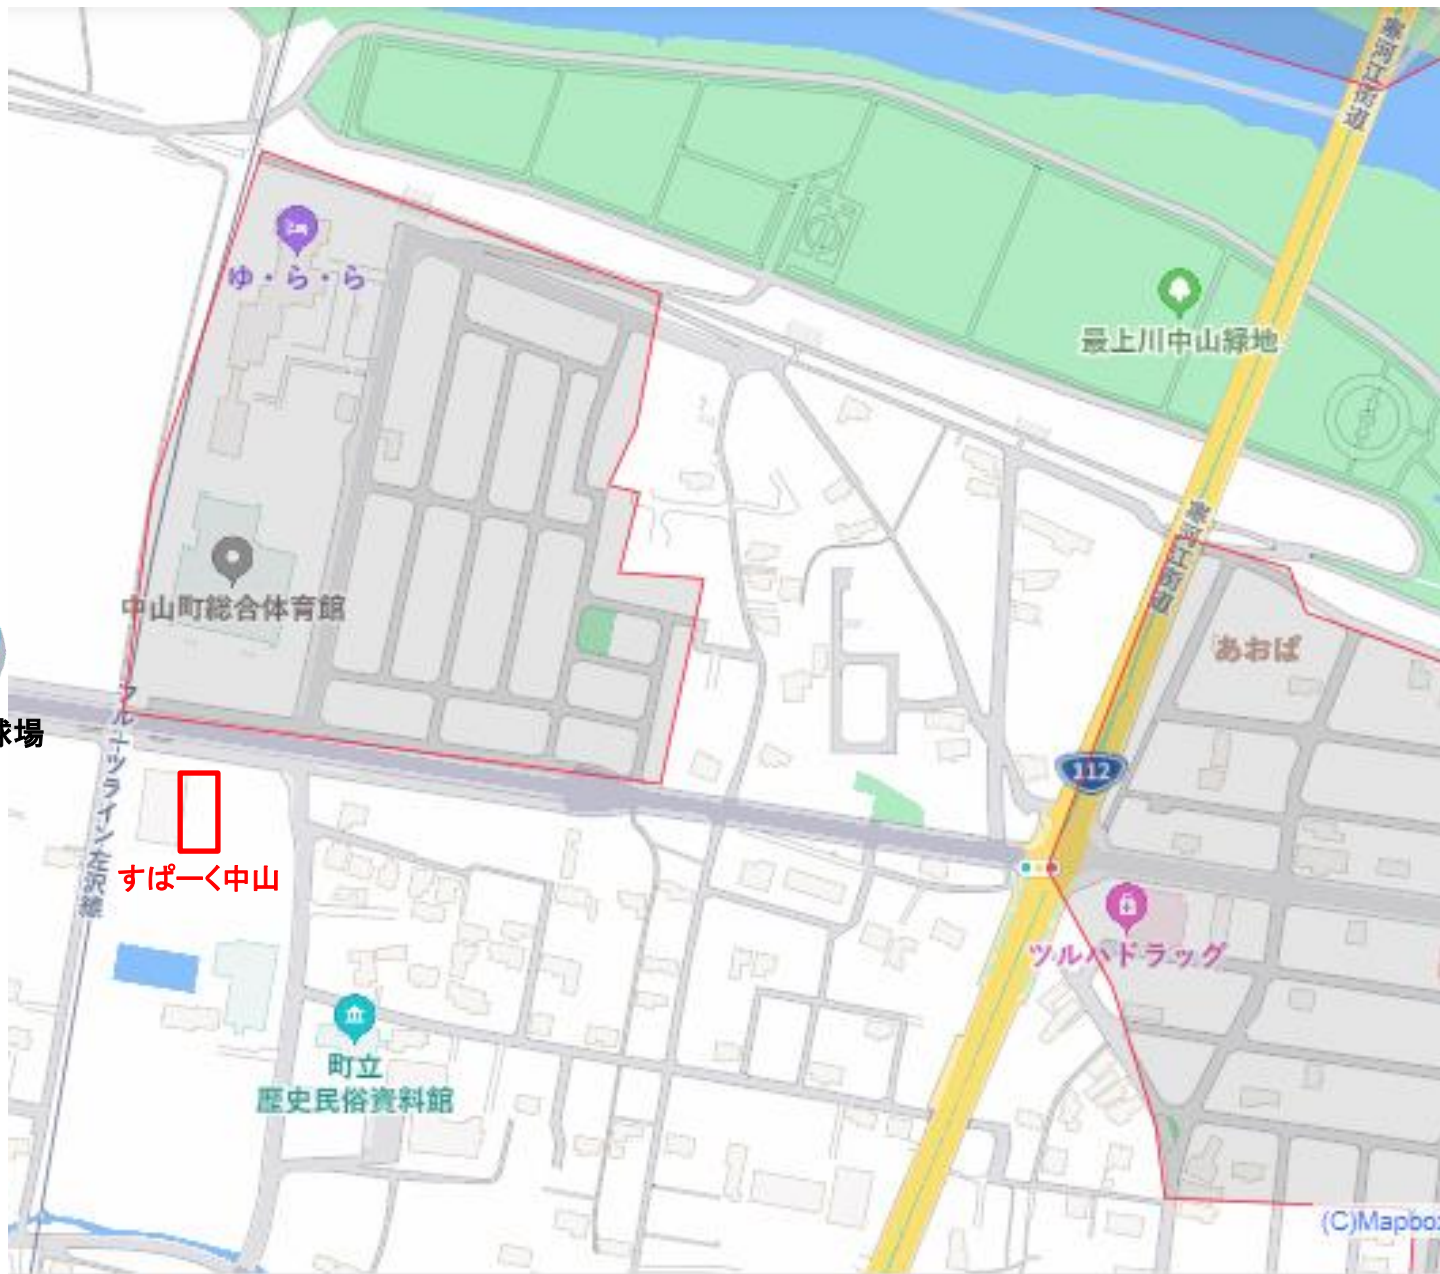 寒河江街道
ゆ・ら・ら
最上川中山緑地
寒河江街道
中山町総合体育館
あおば
球場
フルーツライン左沢線
112
すぱーく中山
ツルハドラッグ
町立
歴史民俗資料館
(C)Mapbox